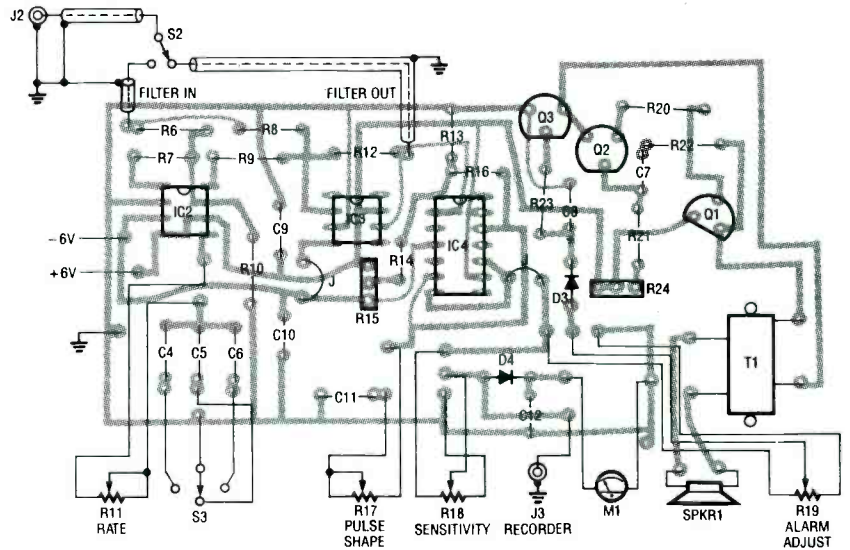 J2
S2
FILTER IN
FILTER OUT
Q3
R20
R6
R8
R13
Q2
R22
R7
R9
R12
R16
C7
IC2
IC3
R23
C8
Q1
C9
IC4
R21
−6V
+6V
R10
J
R14
J
D3
R24
R15
C10
C4
C5
C6
D4
T1
C11
C12
R11
RATE
S3
R17
PULSE
SHAPE
R18
SENSITIVITY
J3
RECORDER
M1
SPKR1
R19
ALARM
ADJUST